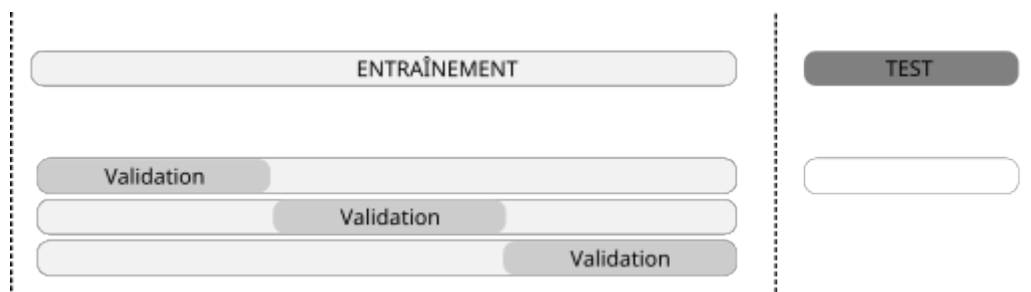 ENTRAÎNEMENT
TEST
Validation
Validation
Validation